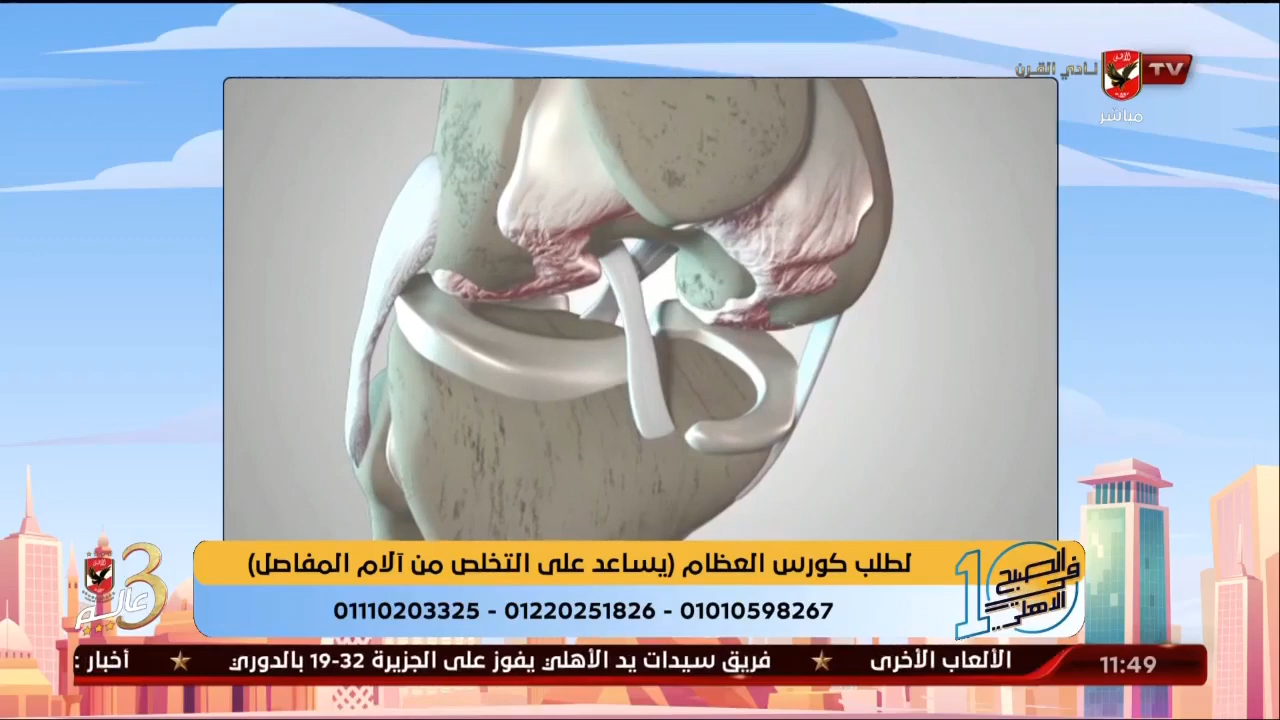 نادي القرن
TV
مباشر
لطلب كورس العظام (يساعد على التخلص من آلام المفاصل)
01110203325 - 01220251826 - 01010598267
10
الصبح
في
الأهلي..
3
عالم
الألعاب الأخرى ★ فريق سيدات يد الأهلي يفوز على الجزيرة 32-19 بالدوري ★ أخبار :
11:49